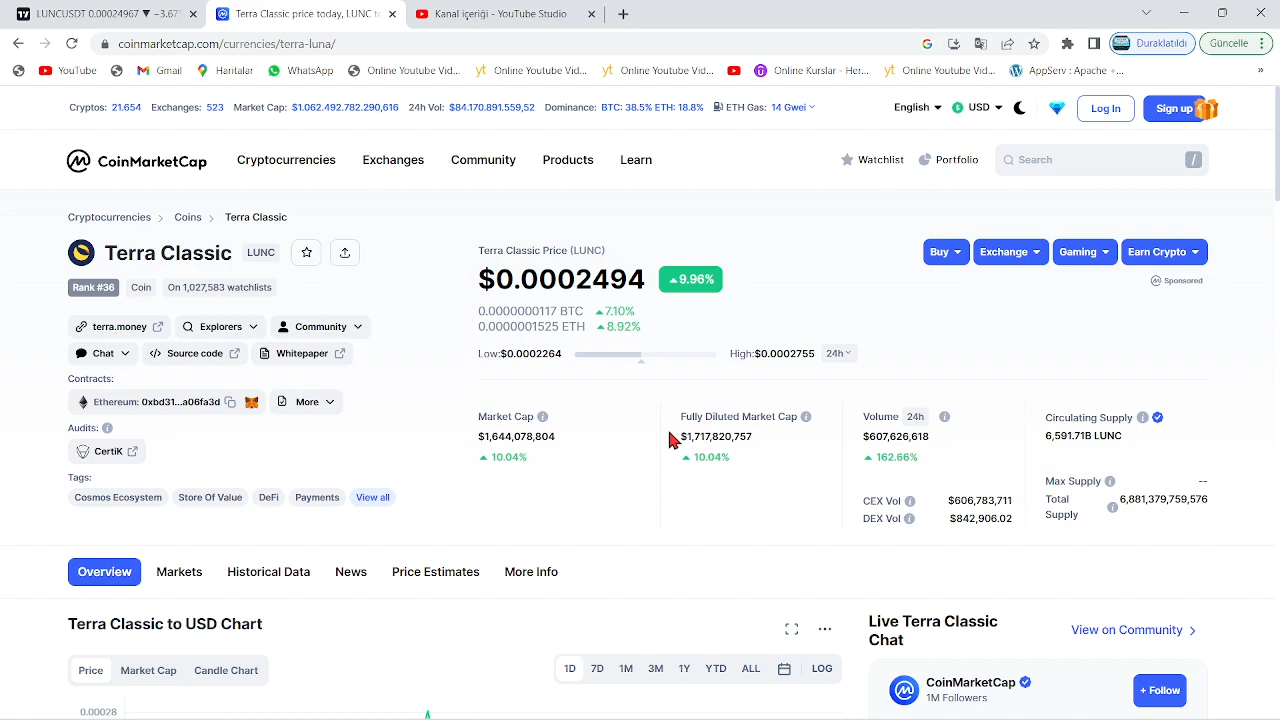 LUNCUSDT 0.00024967 ▼ −3.67
Terra Classic price today, LUNC to
Kanal içeriği - YouTube Studio
coinmarketcap.com/currencies/terra-luna/
Duraklatıldı
Güncelle
YouTube
Gmail
Haritalar
WhatsApp
Online Youtube Vid...
Online Youtube Vid...
Online Youtube Vid...
Online Kurslar - Her...
Online Youtube Vid...
AppServ : Apache +...
»
Cryptos: 21.654 Exchanges: 523 Market Cap: $1.062.492.782.290,616 24h Vol: $84.170.891.559,52 Dominance: BTC: 38.5% ETH: 18.8% ETH Gas: 14 Gwei
English
USD
Log In
Sign up
CoinMarketCap
Cryptocurrencies
Exchanges
Community
Products
Learn
Watchlist
Portfolio
Search
/
Cryptocurrencies > Coins > Terra Classic
Terra Classic LUNC
Rank #36
Coin
On 1,027,583 watchlists
terra.money
Explorers
Community
Chat
Source code
Whitepaper
Contracts:
Ethereum: 0xbd31...a06fa3d
More
Audits:
CertiK
Tags:
Cosmos Ecosystem
Store Of Value
DeFi
Payments
View all
Terra Classic Price (LUNC)
$0.0002494
9.96%
0.0000000117 BTC 7.10%
0.0000001525 ETH 8.92%
Low:$0.0002264
High:$0.0002755
24h
Buy
Exchange
Gaming
Earn Crypto
Sponsored
Market Cap
$1,644,078,804
10.04%
Fully Diluted Market Cap
$1,717,820,757
10.04%
Volume 24h
$607,626,618
162.66%
CEX Vol $606,783,711
DEX Vol $842,906.02
Circulating Supply
6,591.71B LUNC
Max Supply --
Total Supply 6,881,379,759,576
Overview
Markets
Historical Data
News
Price Estimates
More Info
Terra Classic to USD Chart
Price
Market Cap
Candle Chart
1D
7D
1M
3M
1Y
YTD
ALL
LOG
0.00028
Live Terra Classic
Chat
View on Community >
CoinMarketCap
1M Followers
+ Follow